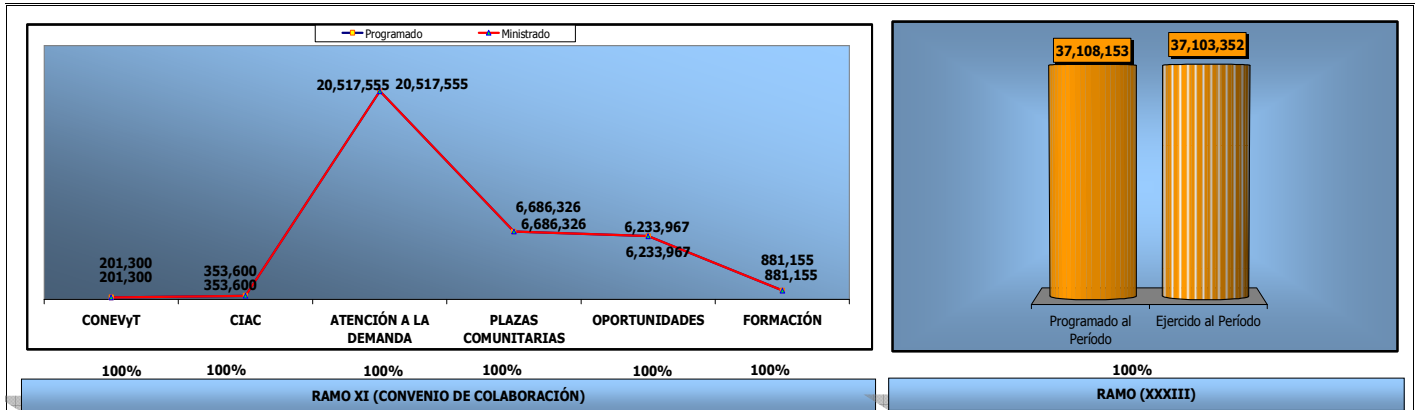 Programado Ministrado
20,517,555 20,517,555
6,686,326
6,686,326
6,233,967
6,233,967
201,300
201,300
353,600
353,600
881,155
881,155
CONEVyT CIAC ATENCIÓN A LA DEMANDA PLAZAS COMUNITARIAS OPORTUNIDADES FORMACIÓN
100% 100% 100% 100% 100% 100%
RAMO XI (CONVENIO DE COLABORACIÓN)
37,108,153 37,103,352
Programado al Período Ejercido al Período
100%
RAMO (XXXIII)